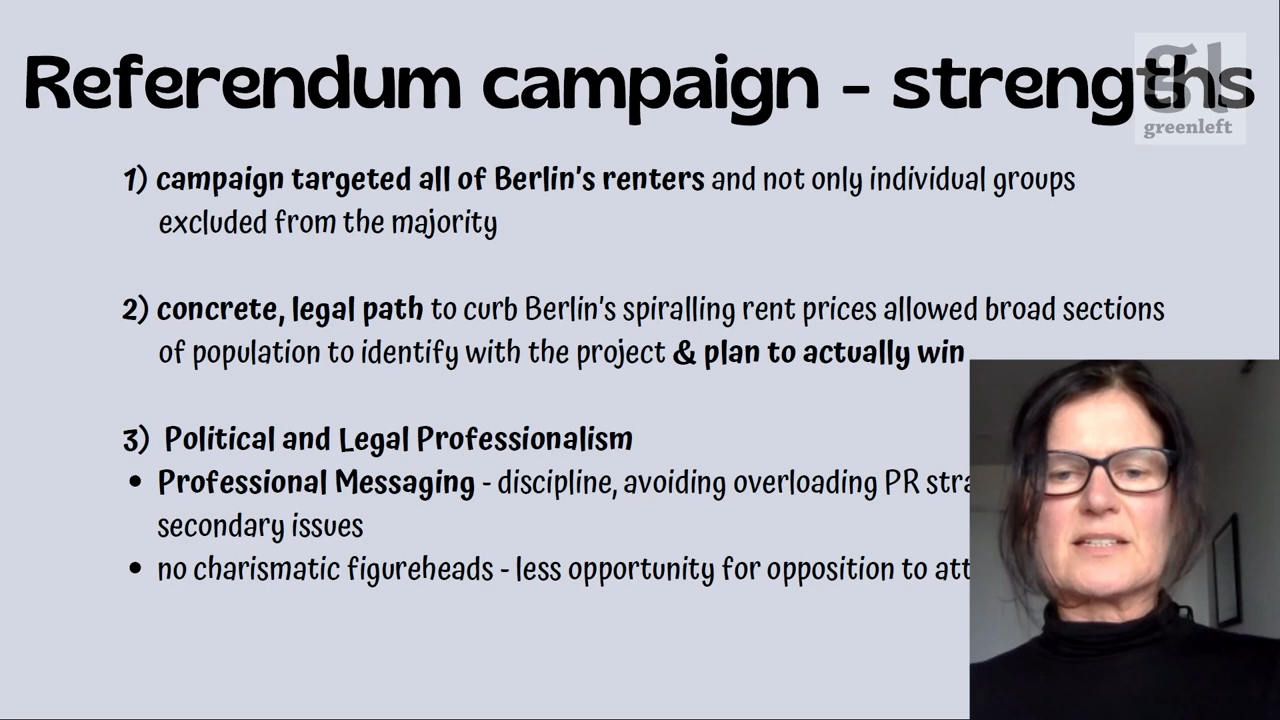 Referendum campaign - strengths
gl
greenleft
1) campaign targeted all of Berlin's renters and not only individual groups
excluded from the majority
2) concrete, legal path to curb Berlin's spiralling rent prices allowed broad sections
of population to identify with the project & plan to actually win
3) Political and Legal Professionalism
• Professional Messaging - discipline, avoiding overloading PR
secondary issues
• no charismatic figureheads - less opportunity for opposition to